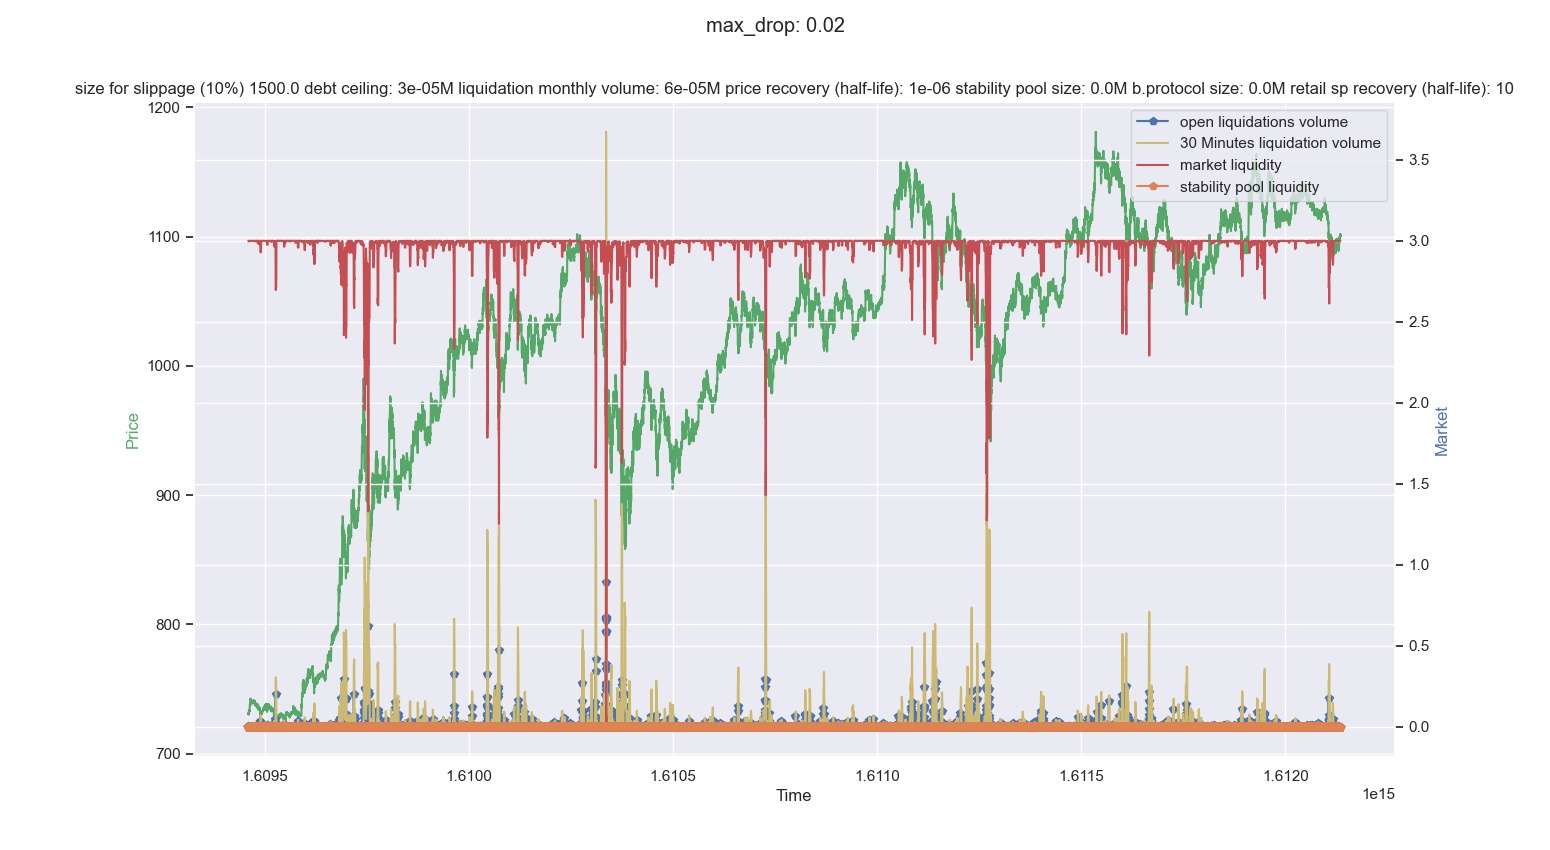 max_drop: 0.02
size for slippage (10%) 1500.0 debt ceiling: 3e-05M liquidation monthly volume: 6e-05M price recovery (half-life): 1e-06 stability pool size: 0.0M b.protocol size: 0.0M retail sp recovery (half-life): 10
open liquidations volume
30 Minutes liquidation volume
market liquidity
stability pool liquidity
1200
1100
1000
900
800
700
Price
3.5
3.0
2.5
2.0
1.5
1.0
0.5
0.0
Market
1.6095 1.6100 1.6105 1.6110 1.6115 1.6120
Time
1e15